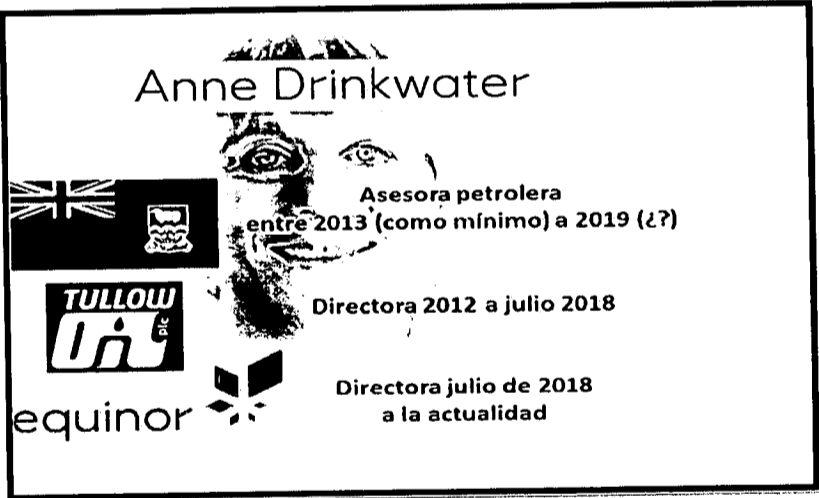 Anne Drinkwater
Asesora petrolera
entre 2013 (como mínimo) a 2019 (¿?)
TULLOW
Oil
plc
Directora 2012 a julio 2018
equinor
Directora julio de 2018
a la actualidad